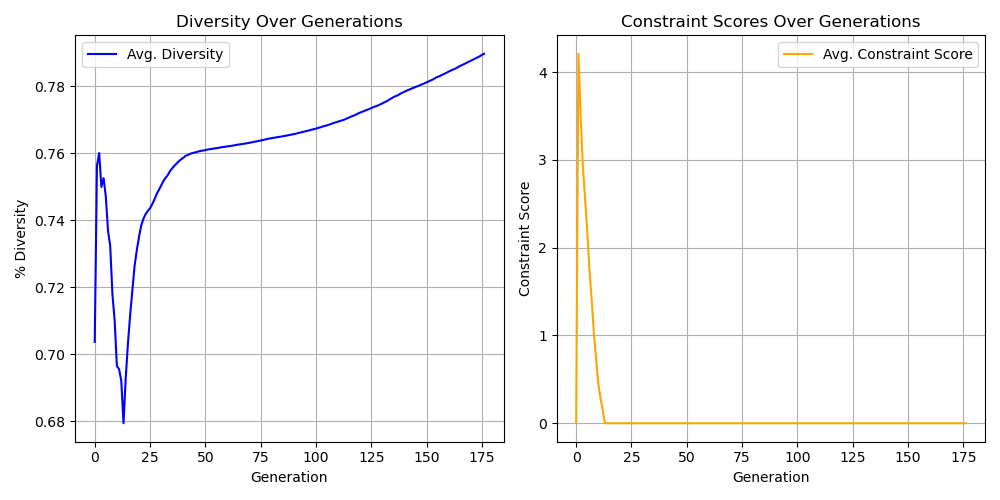 Diversity Over Generations
Avg. Diversity
% Diversity
0.78
0.76
0.74
0.72
0.70
0.68
0 25 50 75 100 125 150 175
Generation
Constraint Scores Over Generations
Avg. Constraint Score
Constraint Score
4
3
2
1
0
0 25 50 75 100 125 150 175
Generation